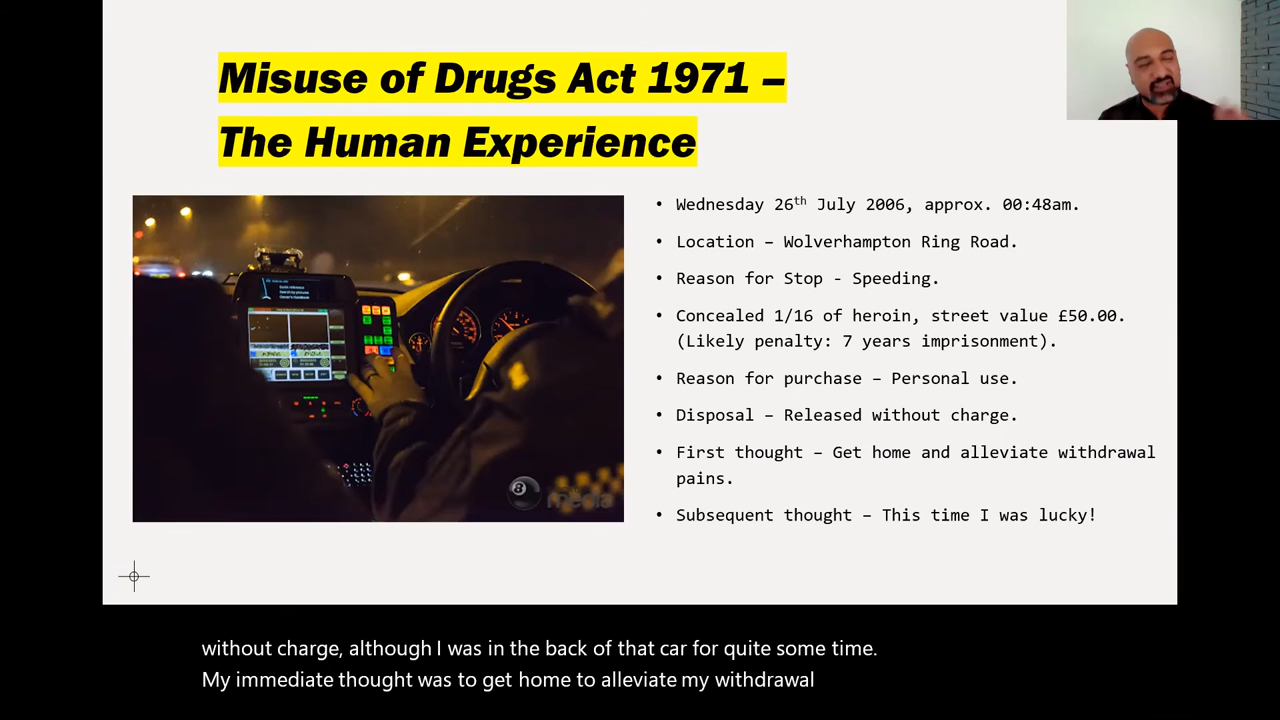 Misuse of Drugs Act 1971 –
The Human Experience
• Wednesday 26th July 2006, approx. 00:48am.
• Location – Wolverhampton Ring Road.
• Reason for Stop - Speeding.
• Concealed 1/16 of heroin, street value £50.00.
(Likely penalty: 7 years imprisonment).
• Reason for purchase – Personal use.
• Disposal – Released without charge.
• First thought – Get home and alleviate withdrawal
pains.
• Subsequent thought – This time I was lucky!
8
media
without charge, although I was in the back of that car for quite some time.
My immediate thought was to get home to alleviate my withdrawal